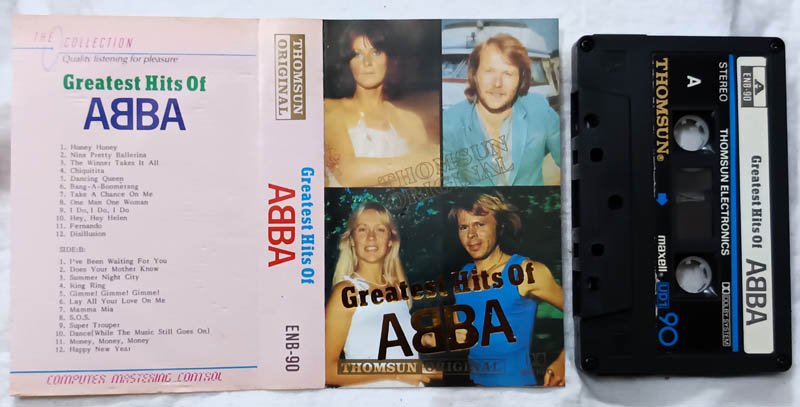 THE
COLLECTION
Quality listening for pleasure
Greatest Hits Of
ABBA
1. Honey Honey
2. Nina Pretty Ballerina
3. The Winner Takes It All
4. Chiquitita
5. Dancing Queen
6. Bang-A-Boomerang
7. Take A Chance On Me
8. One Man One Woman
9. I Do, I Do, I Do
10. Hey, Hey Helen
11. Fernando
12. Disillusion
SIDE:B:
1. I've Been Waiting For You
2. Does Your Mother Know
3. Summer Night City
4. Ring Ring
5. Gimme! Gimme! Gimme!
6. Lay All Your Love On Me
7. Mamma Mia
8. S.O.S.
9. Super Trouper
10. Dance(While The Music Still Goes On)
11. Money, Money, Money
12. Happy New Year
COMPUTER MASTERING CONTROL
THOMSUN
ORIGINAL
Greatest Hits Of
ABBA
ENB-90
THOMSUN
ORIGINAL
Greatest Hits Of
ABBA
THOMSUN ORIGINAL
A
STEREO
THOMSUN®
THOMSUN ELECTRONICS
maxell®
UD1 90
DOLBY SYSTEM
ENB-90
Greatest Hits Of
ABBA